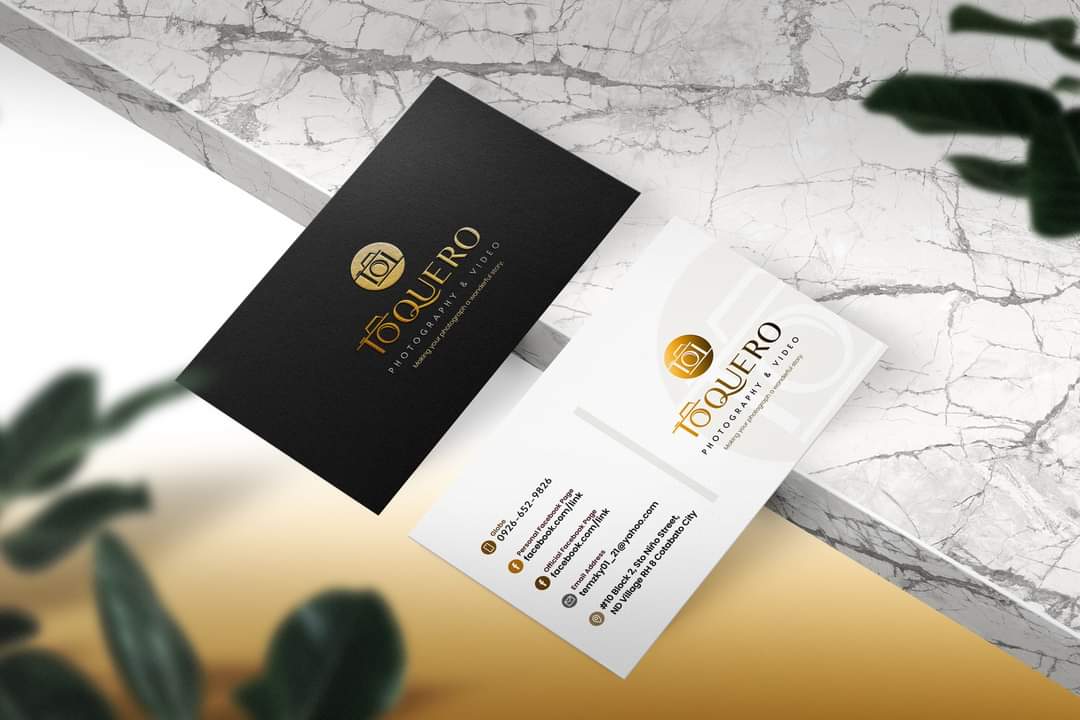 TOQUERO
PHOTOGRAPHY & VIDEO
Making your photograph a wonderful story.
TOQUERO
PHOTOGRAPHY & VIDEO
Making your photograph a wonderful story.
Globe
0926-652-9826
Personal Facebook Page
facebook.com/link
Official Facebook Page
facebook.com/link
Email Address
temzky01_21@yahoo.com
#10 Block 2, Sto Niño Street,
ND Village RH 8 Cotabato City